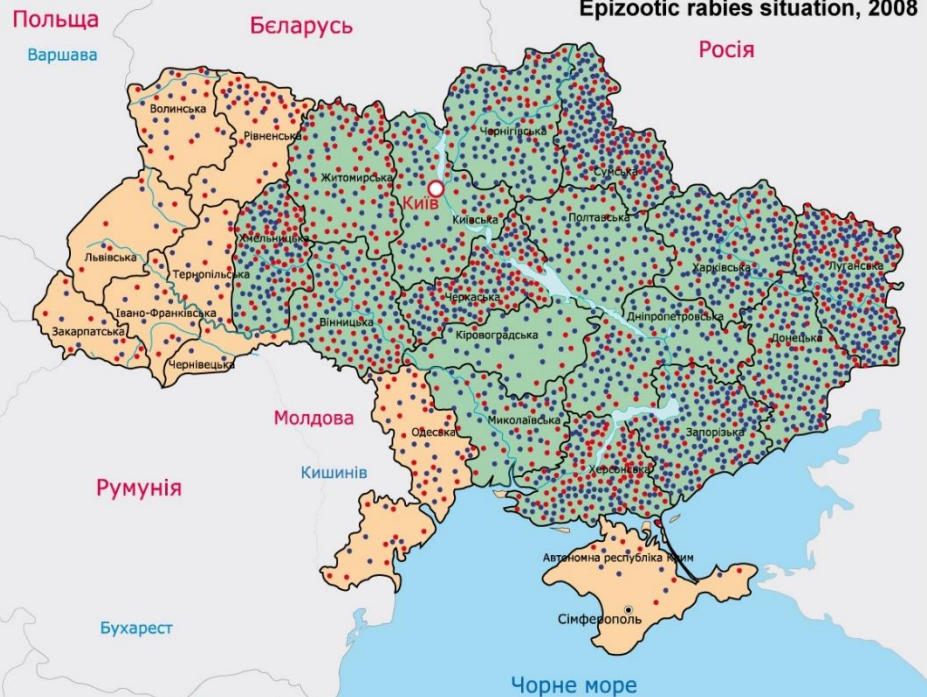 Epizootic rabies situation, 2008
Польща
Бєларусь
Росія
Варшава
Волинська
Рівненська
Чернігівська
Сумська
Житомирська
Київ
Київська
Полтавська
Хмельницька
Львівська
Тернопільська
Харківська
Луганська
Черкаська
Івано-Франківська
Закарпатська
Вінницька
Кіровоградська
Дніпропетровська
Донецька
Чернівецька
Молдова
Одеська
Миколаївська
Запорізька
Кишинів
Херсонська
Румунія
Автономна республіка Крим
Сімферополь
Бухарест
Чорне море